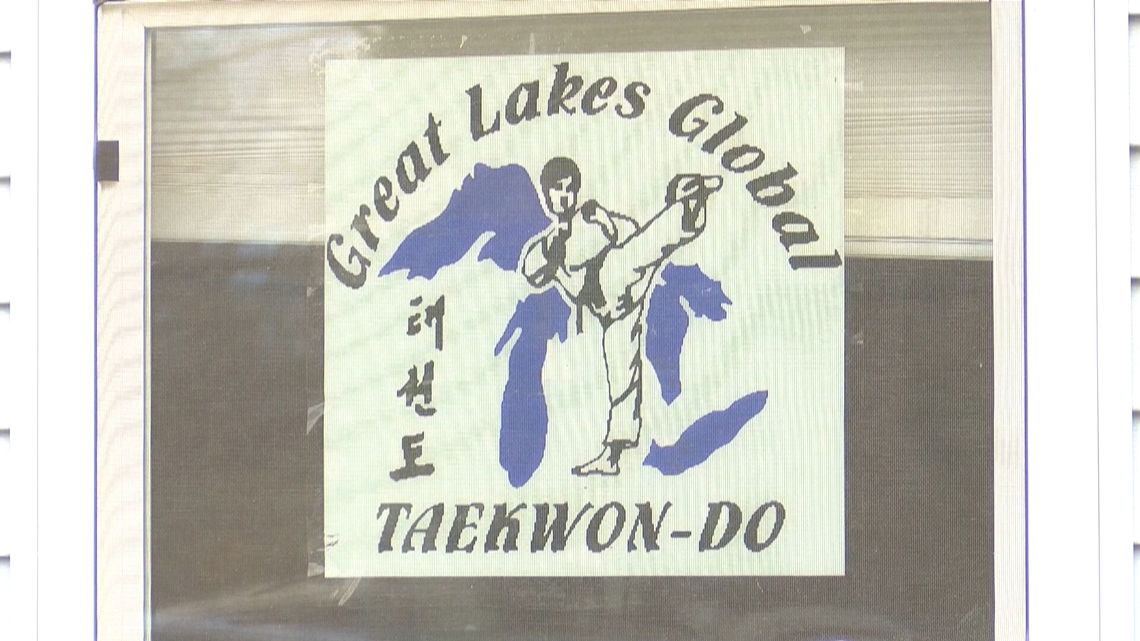 Great Lakes Global
태
권
도
TAEKWON-DO